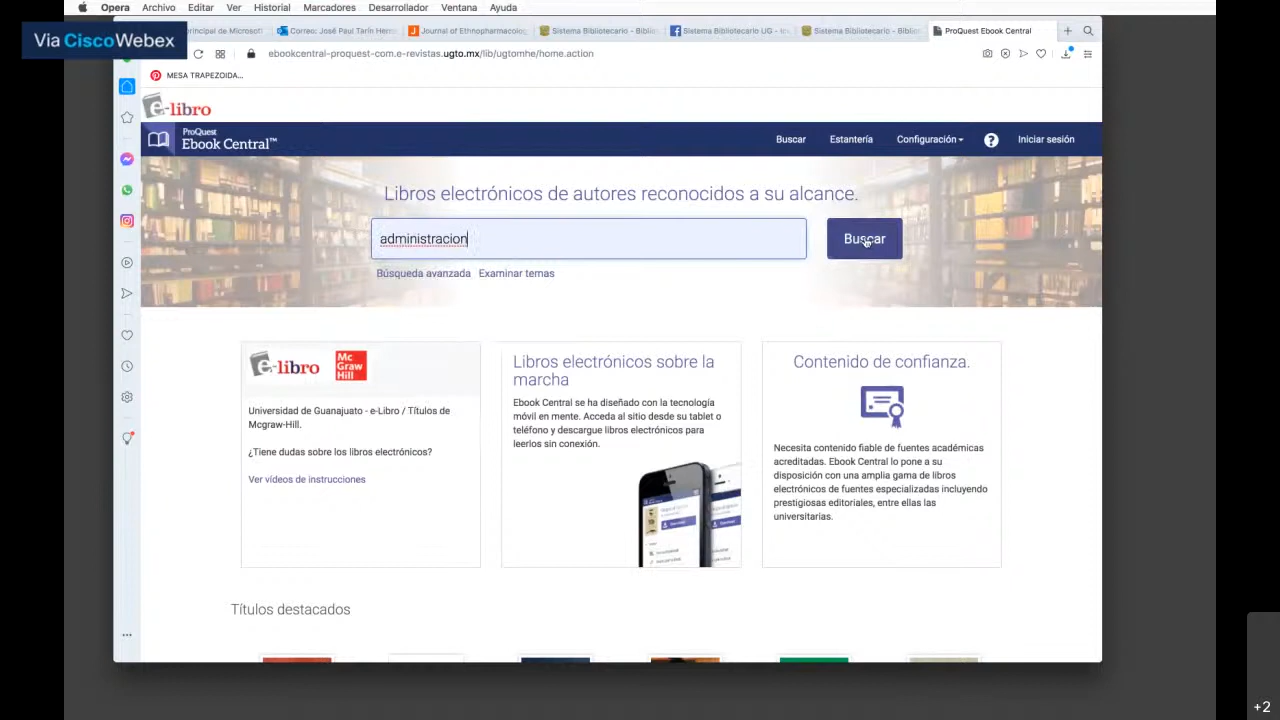 Opera Archivo Editar Ver Historial Marcadores Desarrollador Ventana Ayuda
Via CiscoWebex
principal de Microsoft Correo: José Paul Tarín Herrer Journal of Ethnopharmacolog Sistema Bibliotecario - Bibliot Sistema Bibliotecario UG - Sistema Bibliotecario - Biblio ProQuest Ebook Central
ebookcentral-proquest-com.e-revistas.ugto.mx/lib/ugtomhe/home.action
MESA TRAPEZOIDA...
e-libro
ProQuest
Ebook Central™
Buscar Estantería Configuración ? Iniciar sesión
Libros electrónicos de autores reconocidos a su alcance.
administracion Buscar
Búsqueda avanzada Examinar temas
e-libro
Mc
Graw
Hill
Universidad de Guanajuato - e-Libro / Títulos de
Mcgraw-Hill.
¿Tiene dudas sobre los libros electrónicos?
Ver vídeos de instrucciones
Libros electrónicos sobre la
marcha
Ebook Central se ha diseñado con la tecnología
móvil en mente. Acceda al sitio desde su tablet o
teléfono y descargue libros electrónicos para
leerlos sin conexión.
Contenido de confianza.
Necesita contenido fiable de fuentes académicas
acreditadas. Ebook Central lo pone a su
disposición con una amplia gama de libros
electrónicos de fuentes especializadas incluyendo
prestigiosas editoriales, entre ellas las
universitarias.
Títulos destacados
+2